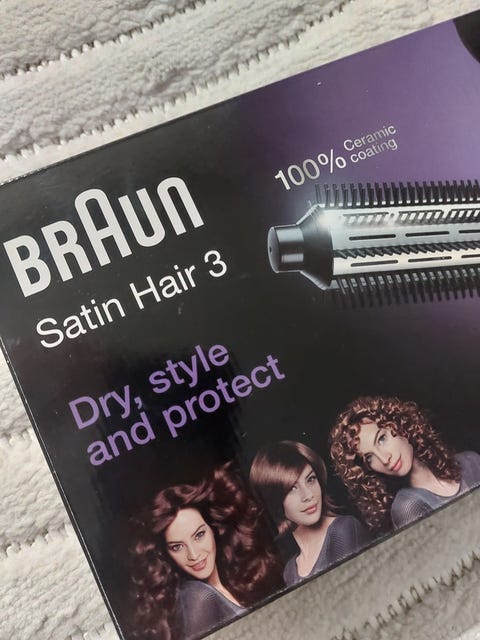 100% Ceramic
coating
BRAUN
Satin Hair 3
Dry, style
and protect